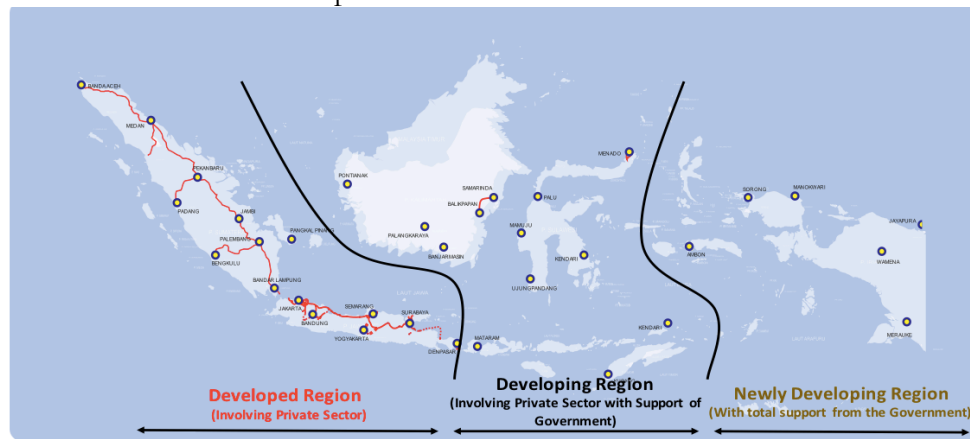 BANDA ACEH
MEDAN
PEKANBARU
PADANG
JAMBI
PALEMBANG
PANGKAL PINANG
BENGKULU
BANDAR LAMPUNG
JAKARTA
BANDUNG
SEMARANG
YOGYAKARTA
SURABAYA
DENPASAR
MATARAM
PONTIANAK
SAMARINDA
BALIKPAPAN
PALANGKARAYA
BANJARMASIN
MENADO
PALU
MAMUJU
KENDARI
UJUNGPANDANG
KENDARI
AMBON
SORONG
MANOKWARI
JAYAPURA
WAMENA
MERAUKE
Developed Region
(Involving Private Sector)
Developing Region
(Involving Private Sector with Support of
Government)
Newly Developing Region
(With total support from the Government)